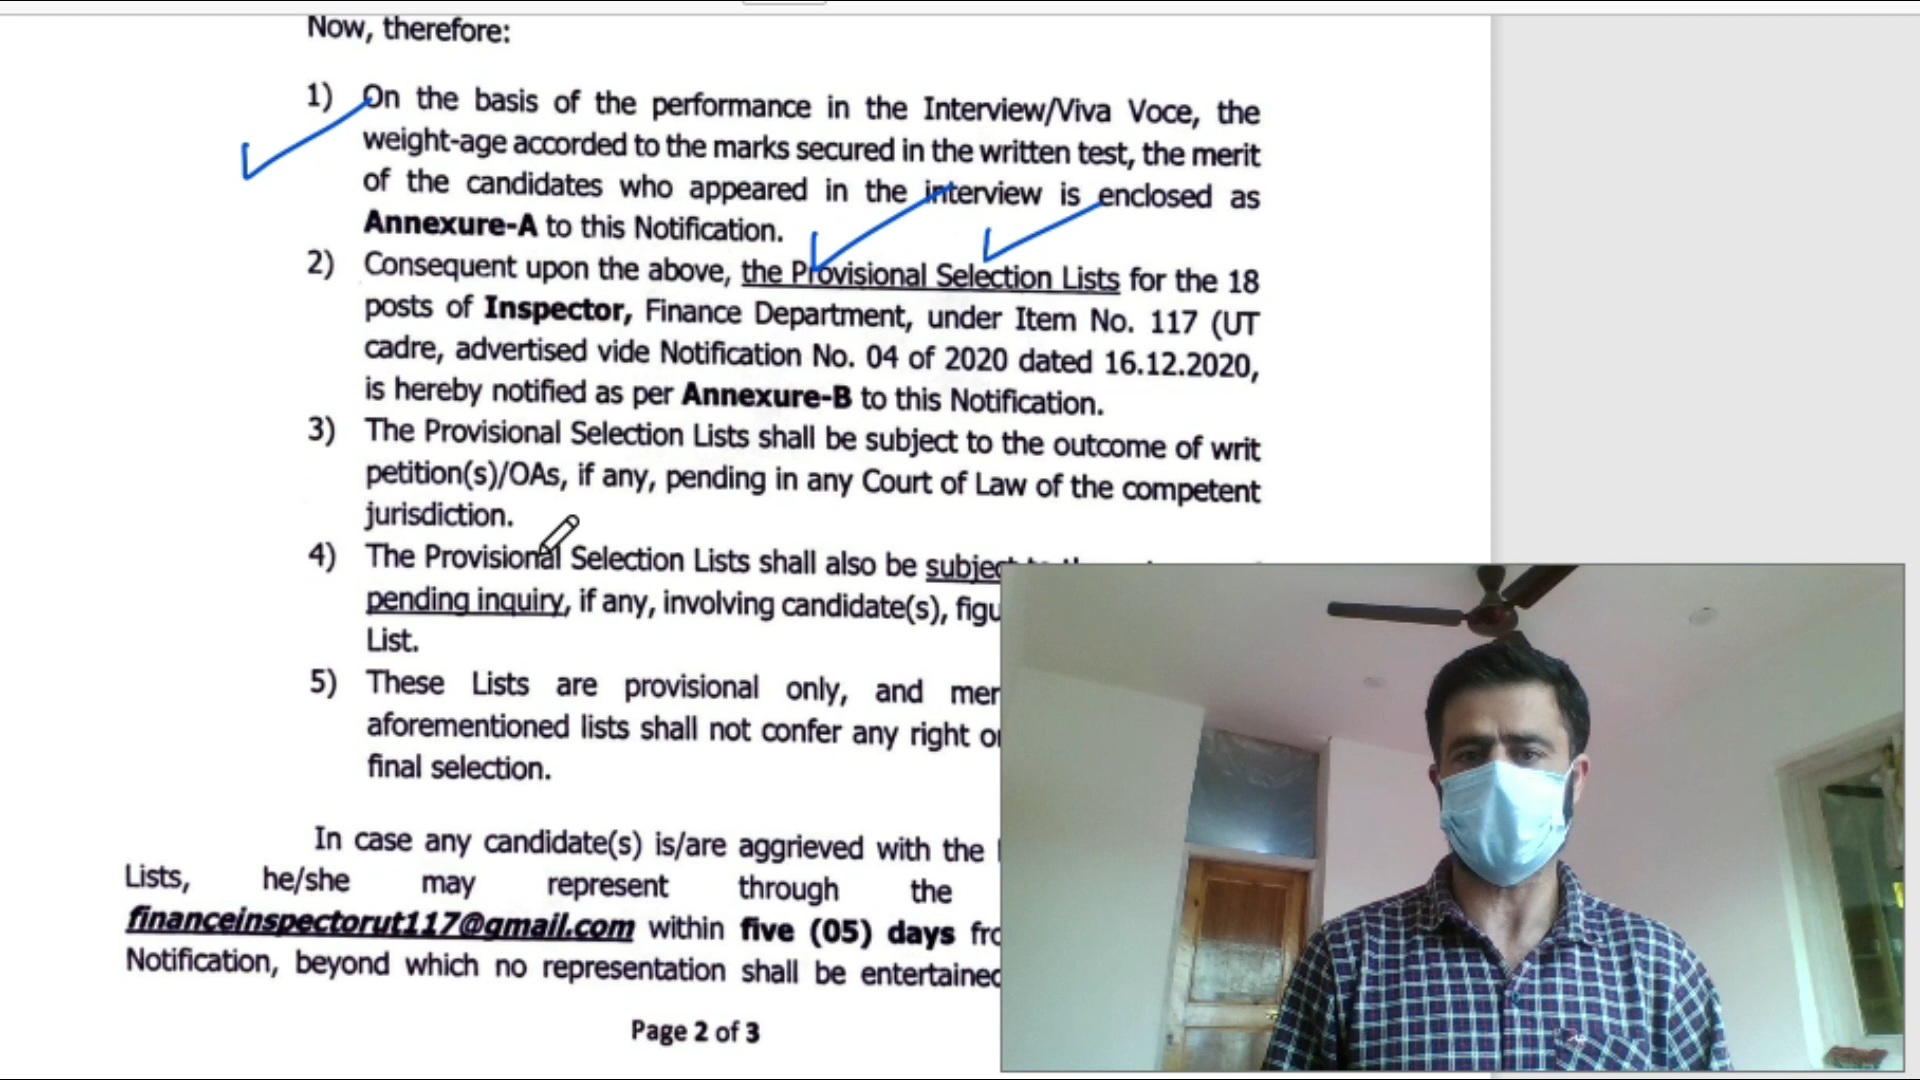 Now, therefore:
1) On the basis of the performance in the Interview/Viva Voce, the
weight-age accorded to the marks secured in the written test, the merit
of the candidates who appeared in the interview is enclosed as
Annexure-A to this Notification.
2) Consequent upon the above, the Provisional Selection Lists for the 18
posts of Inspector, Finance Department, under Item No. 117 (UT
cadre, advertised vide Notification No. 04 of 2020 dated 16.12.2020,
is hereby notified as per Annexure-B to this Notification.
3) The Provisional Selection Lists shall be subject to the outcome of writ
petition(s)/OAs, if any, pending in any Court of Law of the competent
jurisdiction.
4) The Provisional Selection Lists shall also be
pending inquiry, if any, involving candidate(s),
List.
5) These Lists are provisional only, and
aforementioned lists shall not confer any right
final selection.
In case any candidate(s) is/are aggrieved with the
Lists, he/she may represent through the
financeinspectorut117@gmail.com within five (05) days
Notification, beyond which no representation shall be entertained
Page 2 of 3